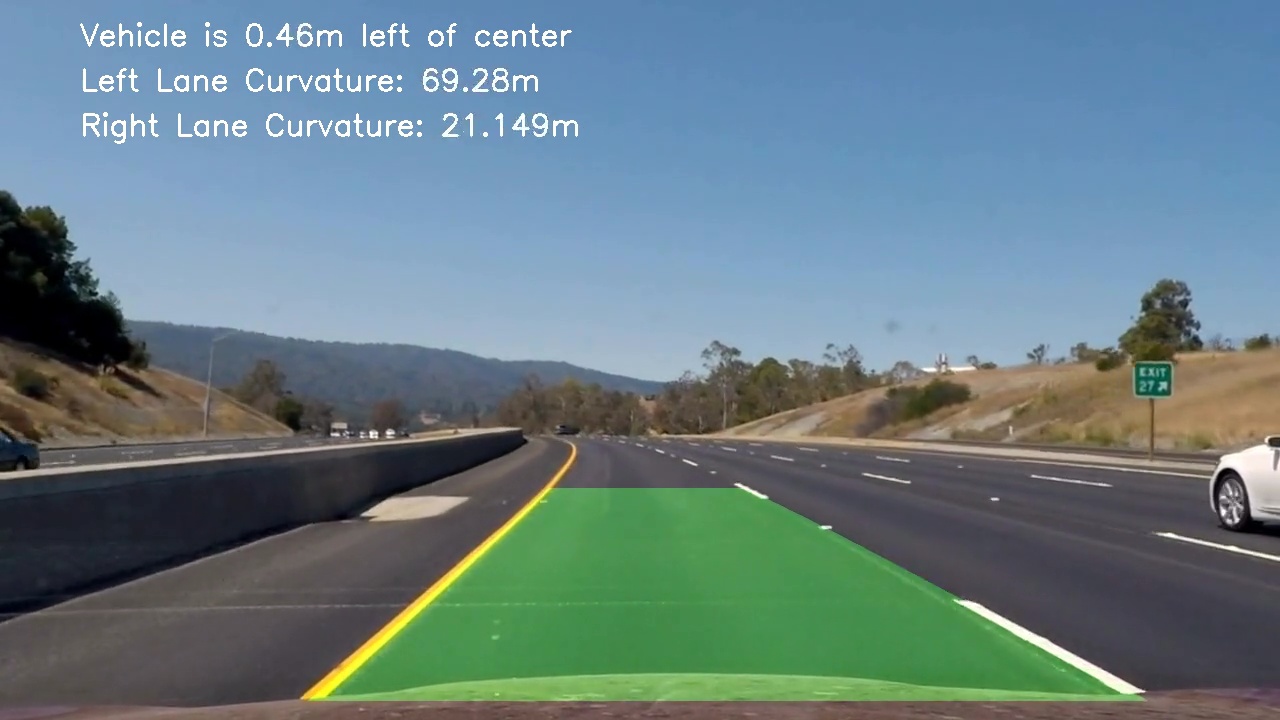 Vehicle is 0.46m left of center
Left Lane Curvature: 69.28m
Right Lane Curvature: 21.149m
EXIT
27